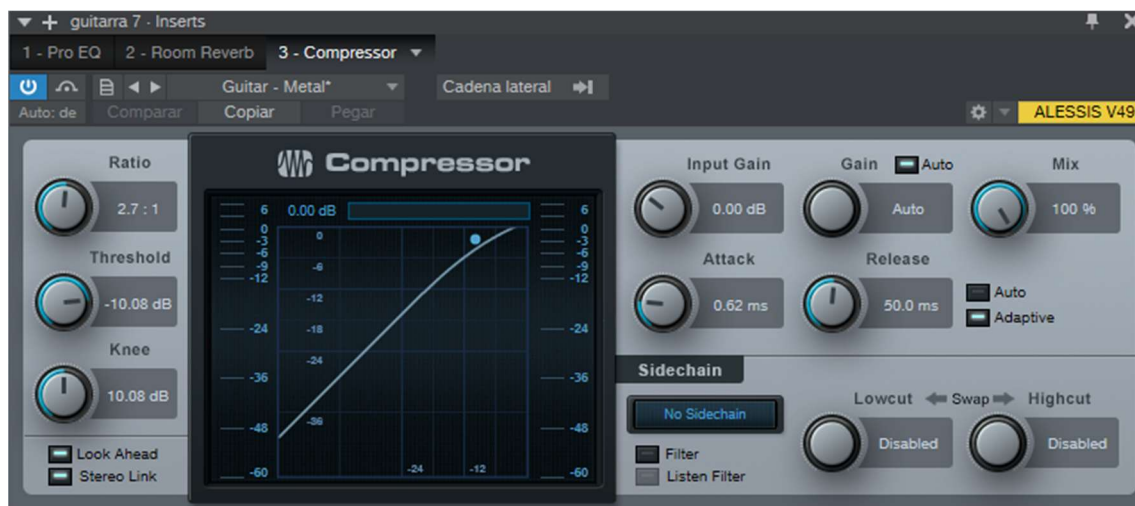 guitarra 7 - Inserts
1 - Pro EQ 2 - Room Reverb 3 - Compressor
Guitar - Metal* Cadena lateral
Auto: de Comparar Copiar Pegar ALESSIS V49
Ratio
2.7 : 1
Threshold
-10.08 dB
Knee
10.08 dB
Look Ahead
Stereo Link
Compressor
6 0.00 dB 6
0 0 0
-3 -3
-6 -6 -6
-9 -9
-12 -12
-12
-24 -18 -24
-24
-36 -36
-36
-48 -48
-60 -24 -12 -60
Input Gain Gain Auto Mix
0.00 dB Auto 100 %
Attack Release
0.62 ms 50.0 ms Auto
Adaptive
Sidechain
Lowcut Swap Highcut
No Sidechain Disabled Disabled
Filter
Listen Filter